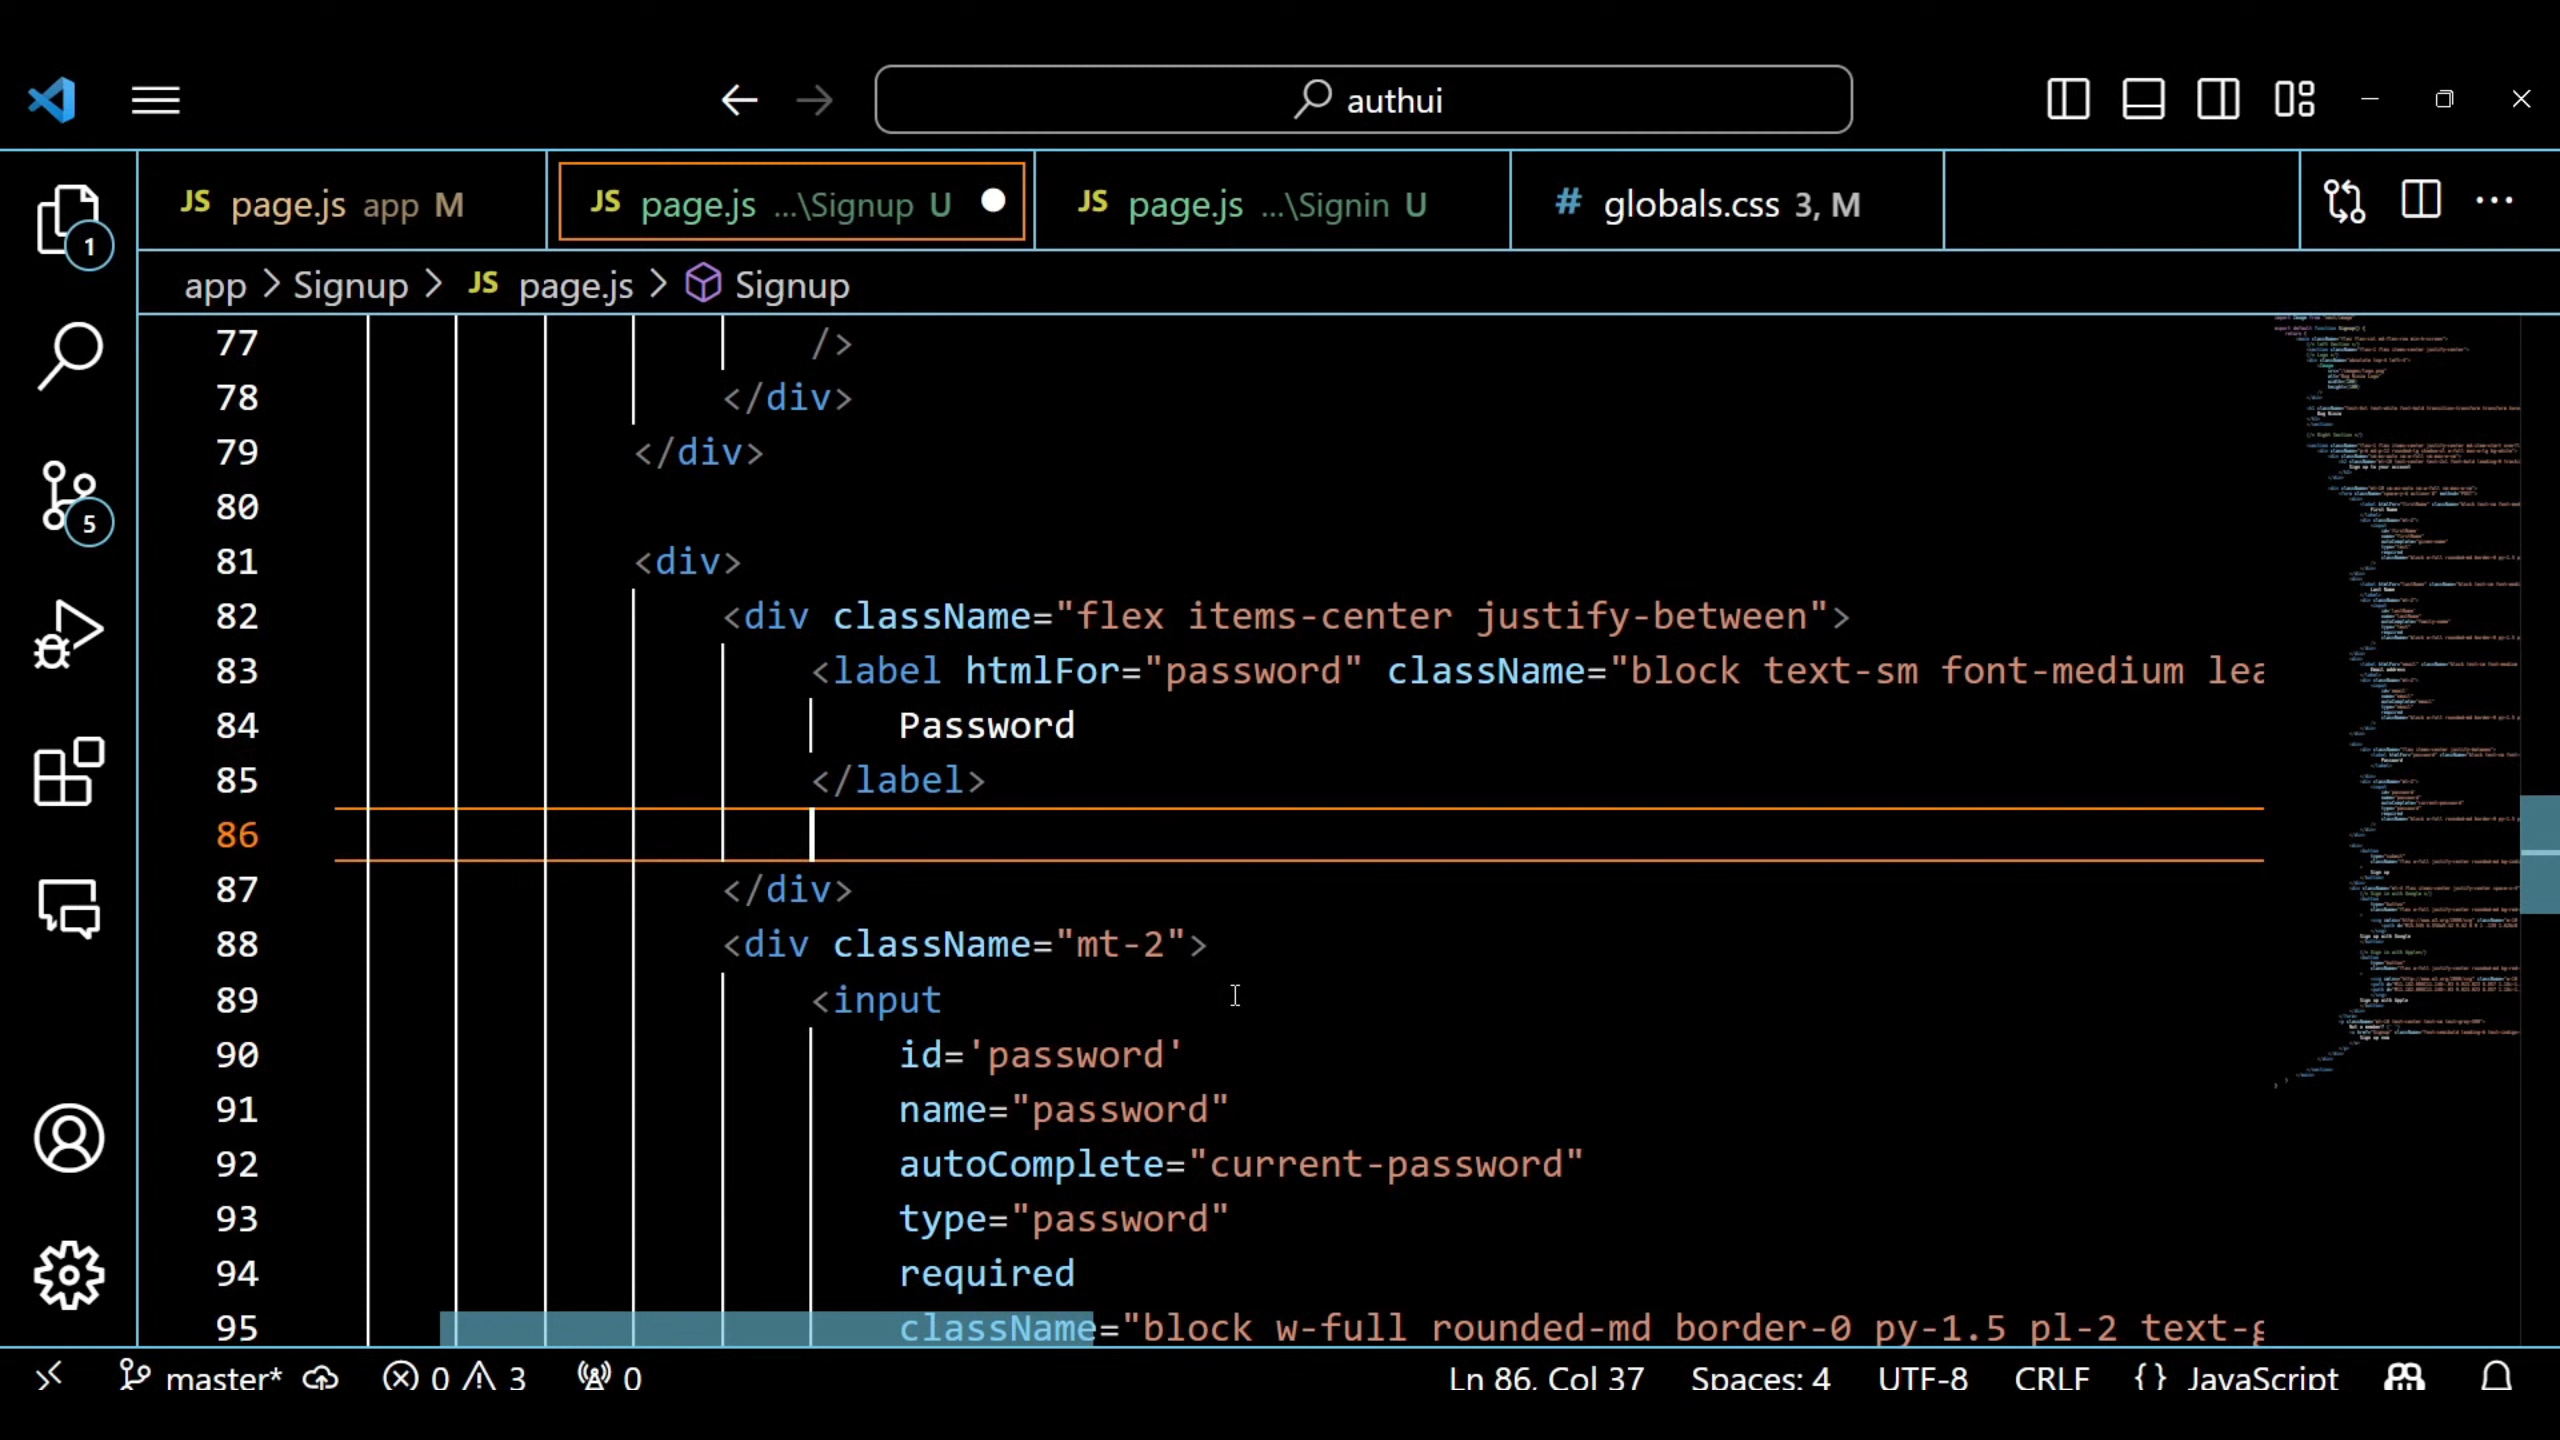 authui
JS page.js app M
JS page.js ...\Signup U
JS page.js ...\Signin U
# globals.css 3, M
app > Signup > JS page.js > Signup
1
5
77 />
78 </div>
79 </div>
80
81 <div>
82 <div className="flex items-center justify-between">
83 <label htmlFor="password" className="block text-sm font-medium lea
84 Password
85 </label>
86
87 </div>
88 <div className="mt-2">
89 <input
90 id='password'
91 name="password"
92 autoComplete="current-password"
93 type="password"
94 required
95 className="block w-full rounded-md border-0 py-1.5 pl-2 text-g
master* 0 3 0 Ln 86, Col 37 Spaces: 4 UTF-8 CRLF {} JavaScript